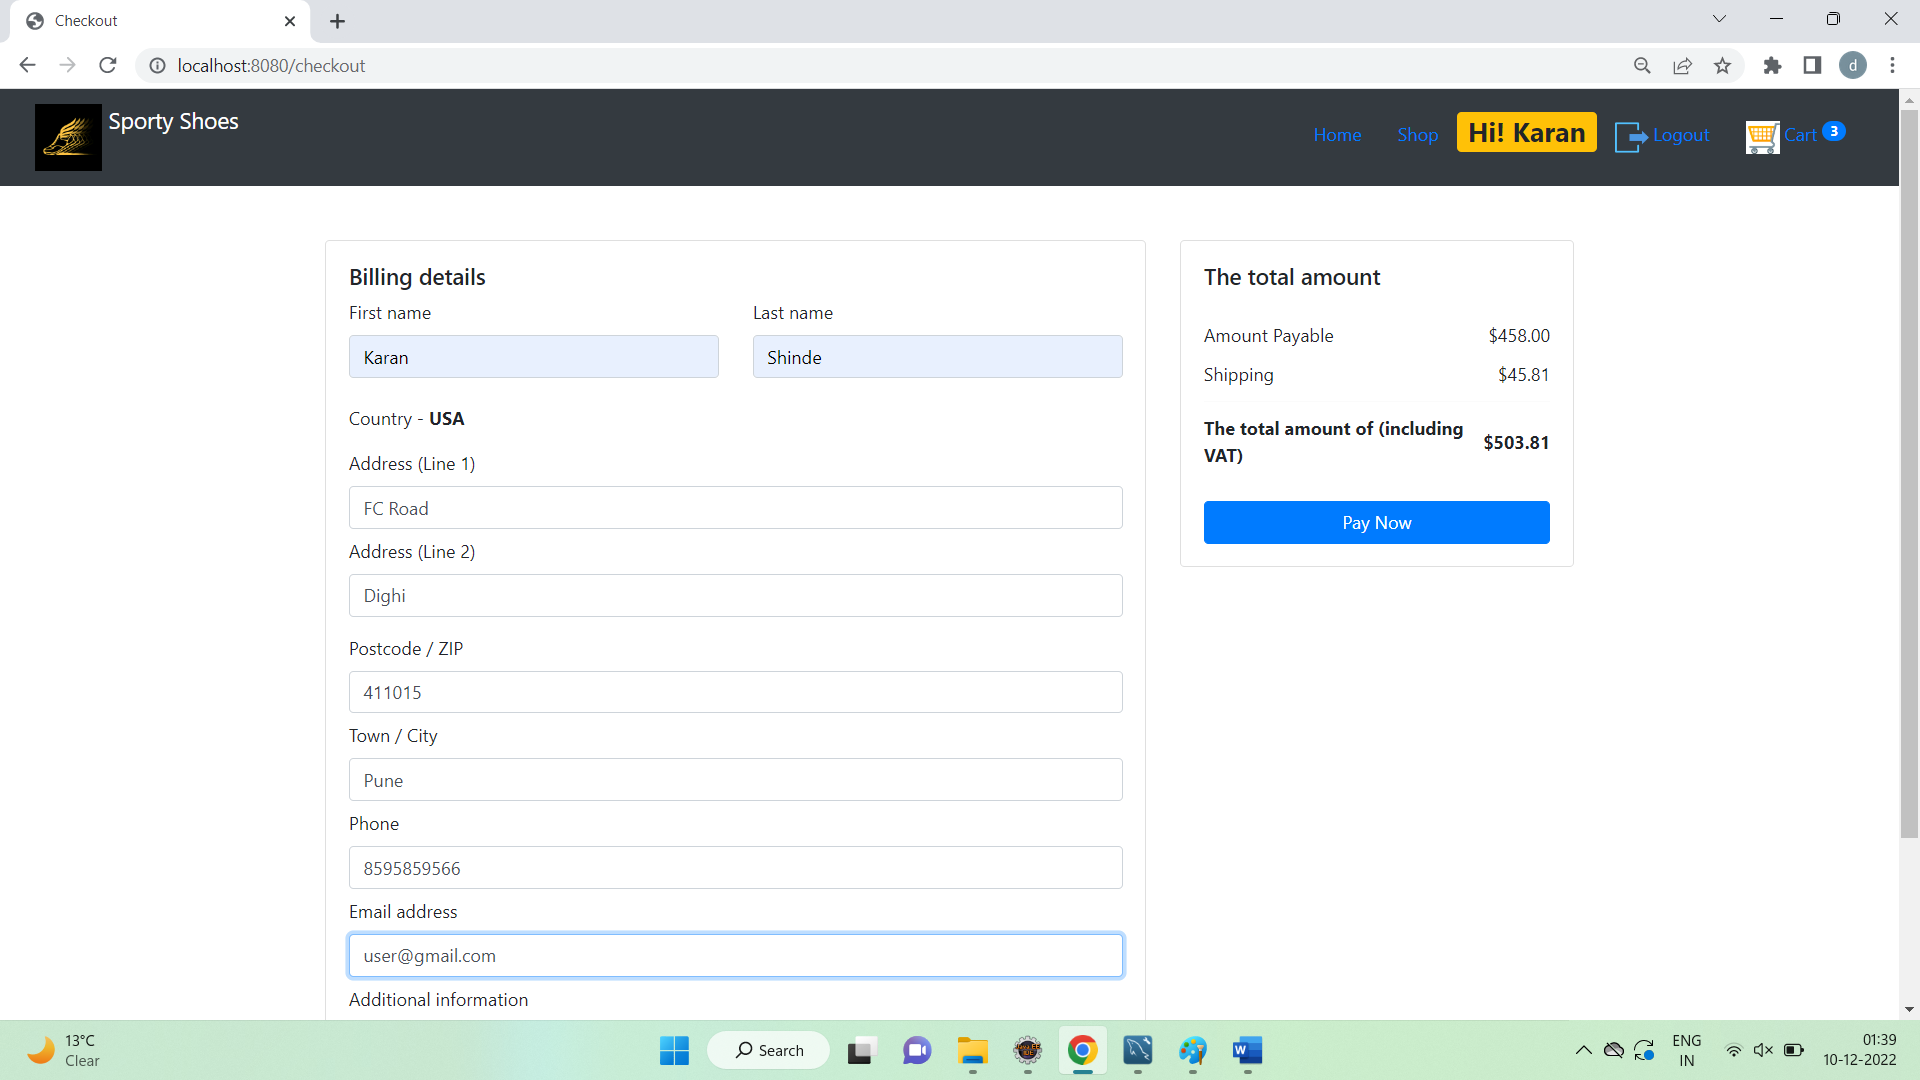 Checkout
localhost:8080/checkout
d
Sporty Shoes
Home
Shop
Hi! Karan
Logout
Cart 3
Billing details
First name
Last name
Karan
Shinde
Country - USA
Address (Line 1)
FC Road
Address (Line 2)
Dighi
Postcode / ZIP
411015
Town / City
Pune
Phone
8595859566
Email address
user@gmail.com
Additional information
The total amount
Amount Payable $458.00
Shipping $45.81
The total amount of (including
VAT)
$503.81
Pay Now
13°C
Clear
Search
W
ENG
IN
01:39
10-12-2022